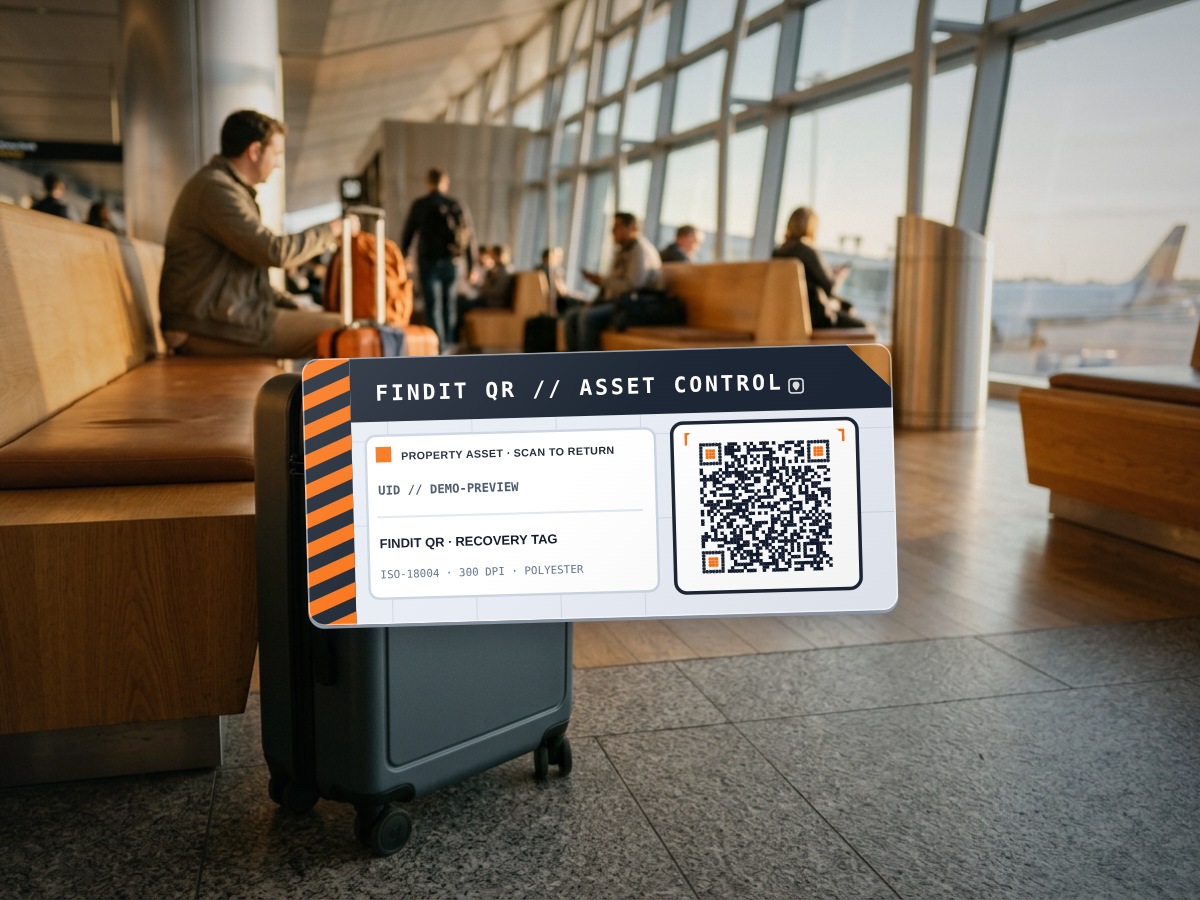 FINDIT QR // ASSET CONTROL
PROPERTY ASSET · SCAN TO RETURN
UID // DEMO-PREVIEW
FINDIT QR · RECOVERY TAG
ISO-18004 · 300 DPI · POLYESTER